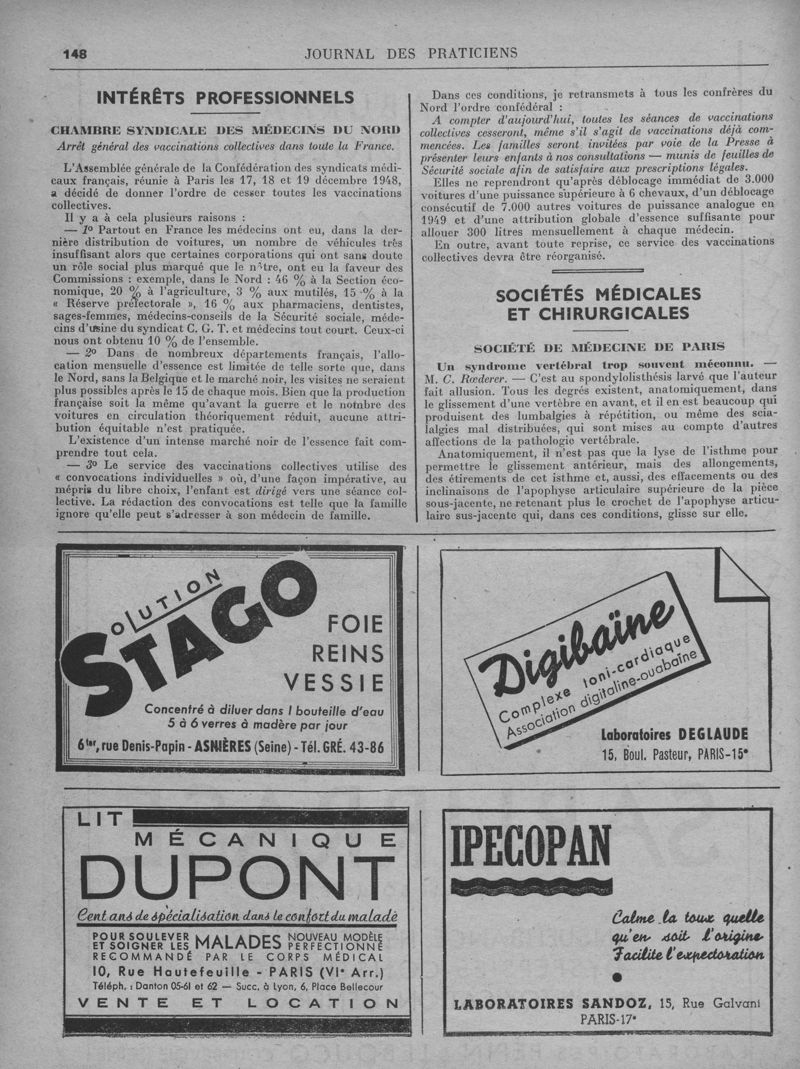 148
JOURNAL DES PRATICIENS
INTÉRÊTS PROFESSIONNELS
CHAMBRE SYNDICALE DES MÉDECINS DU NORD
Arrêt général des vaccinations collectives dans toute la France.
L'Assemblée générale de la Confédération des syndicats médi-
caux français, réunie à Paris les 17, 18 et 19 décembre 1948,
a décidé de donner l'ordre de cesser toutes les vaccinations
collectives.
Il y a à cela plusieurs raisons :
— 1º Partout en France les médecins ont eu, dans la der-
nière distribution de voitures, un nombre de véhicules très
insuffisant alors que certaines corporations qui ont sans doute
un rôle social plus marqué que le nôtre, ont eu la faveur des
Commissions : exemple, dans le Nord : 46 % à la Section éco-
nomique, 20 % à l'agriculture, 3 % aux mutilés, 15 % à la
« Réserve préfectorale », 16 % aux pharmaciens, dentistes,
sages-femmes, médecins-conseils de la Sécurité sociale, méde-
cins d'usine du syndicat C. G. T. et médecins tout court. Ceux-ci
nous ont obtenu 10 % de l'ensemble.
— 2º Dans de nombreux départements français, l'allo-
cation mensuelle d'essence est limitée de telle sorte que, dans
le Nord, sans la Belgique et le marché noir, les visites ne seraient
plus possibles après le 15 de chaque mois. Bien que la production
française soit la même qu'avant la guerre et le nombre des
voitures en circulation théoriquement réduit, aucune attri-
bution équitable n'est pratiquée.
L'existence d'un intense marché noir de l'essence fait com-
prendre tout cela.
— 3º Le service des vaccinations collectives utilise des
« convocations individuelles » où, d'une façon impérative, au
mépris du libre choix, l'enfant est dirigé vers une séance col-
lective. La rédaction des convocations est telle que la famille
ignore qu'elle peut s'adresser à son médecin de famille.
Dans ces conditions, je retransmets à tous les confrères du
Nord l'ordre confédéral :
A compter d'aujourd'hui, toutes les séances de vaccinations
collectives cesseront, même s'il s'agit de vaccinations déjà com-
mencées. Les familles seront invitées par voie de la Presse à
présenter leurs enfants à nos consultations — munis de feuilles de
Sécurité sociale afin de satisfaire aux prescriptions légales.
Elles ne reprendront qu'après déblocage immédiat de 3.000
voitures d'une puissance supérieure à 6 chevaux, d'un déblocage
consécutif de 7.000 autres voitures de puissance analogue en
1949 et d'une attribution globale d'essence suffisante pour
allouer 300 litres mensuellement à chaque médecin.
En outre, avant toute reprise, ce service des vaccinations
collectives devra être réorganisé.
SOCIÉTÉS MÉDICALES
ET CHIRURGICALES
SOCIÉTÉ DE MÉDECINE DE PARIS
Un syndrome vertébral trop souvent méconnu. —
M. C. Rœderer. — C'est au spondylolisthésis larvé que l'auteur
fait allusion. Tous les degrés existent, anatomiquement, dans
le glissement d'une vertèbre en avant, et il en est beaucoup qui
produisent des lumbalgies à répétition, ou même des scia-
lalgies mal distribuées, qui sont mises au compte d'autres
affections de la pathologie vertébrale.
Anatomiquement, il n'est pas que la lyse de l'isthme pour
permettre le glissement antérieur, mais des allongements,
des étirements de cet isthme et, aussi, des effacements ou des
inclinaisons de l'apophyse articulaire supérieure de la pièce
sous-jacente, ne retenant plus le crochet de l'apophyse articu-
laire sus-jacente qui, dans ces conditions, glisse sur elle.
SOLUTION
STAGO
FOIE
REINS
VESSIE
Concentré à diluer dans 1 bouteille d'eau
5 à 6 verres à madère par jour
6ter, rue Denis-Papin - ASNIÈRES (Seine) - Tél. GRÉ. 43-86
Digibaïne
Complexe toni-cardiaque
Association digitaline-ouabaïne
Laboratoires DEGLAUDE
15, Boul. Pasteur, PARIS-15e
LIT
MÉCANIQUE
DUPONT
Cent ans de spécialisation dans le confort du malade
POUR SOULEVER ET SOIGNER LES MALADES NOUVEAU MODÈLE PERFECTIONNÉ
RECOMMANDÉ PAR LE CORPS MÉDICAL
10, Rue Hautefeuille - PARIS (VIe Arr.)
Téléph. : Danton 05-61 et 62 — Succ. à Lyon, 6, Place Bellecour
VENTE ET LOCATION
IPECOPAN
Calme la toux quelle
qu'en soit l'origine
Facilite l'expectoration
LABORATOIRES SANDOZ, 15, Rue Galvani
PARIS-17e